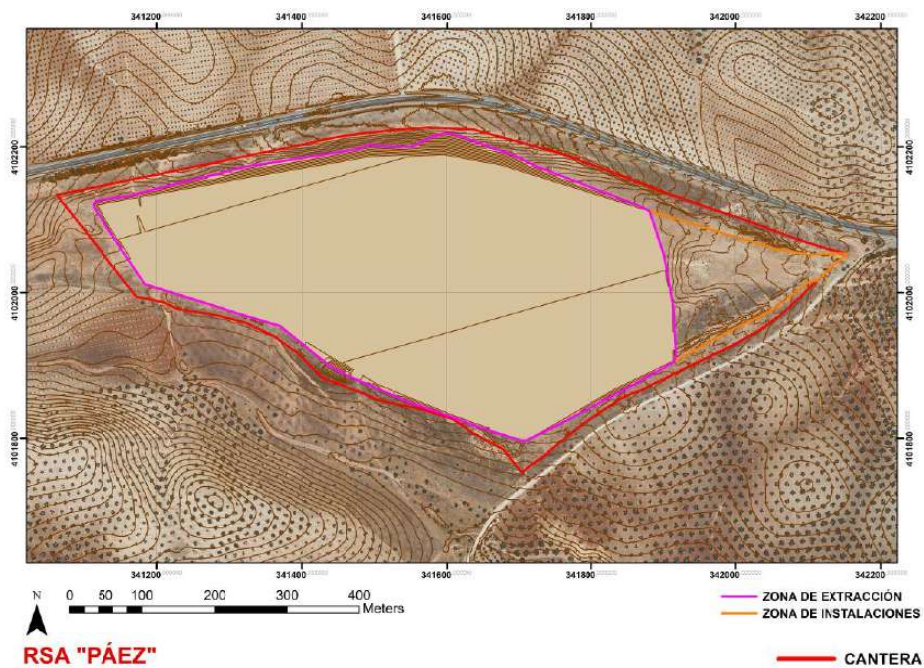 341200 341400 341600 341800 342000 342200
4102200 4102200
4102000 4102000
4101800 4101800
341200 341400 341600 341800 342000 342200
N
0 50 100 200 300 400
Meters
ZONA DE EXTRACCIÓN
ZONA DE INSTALACIONES
RSA "PÁEZ"
CANTERA